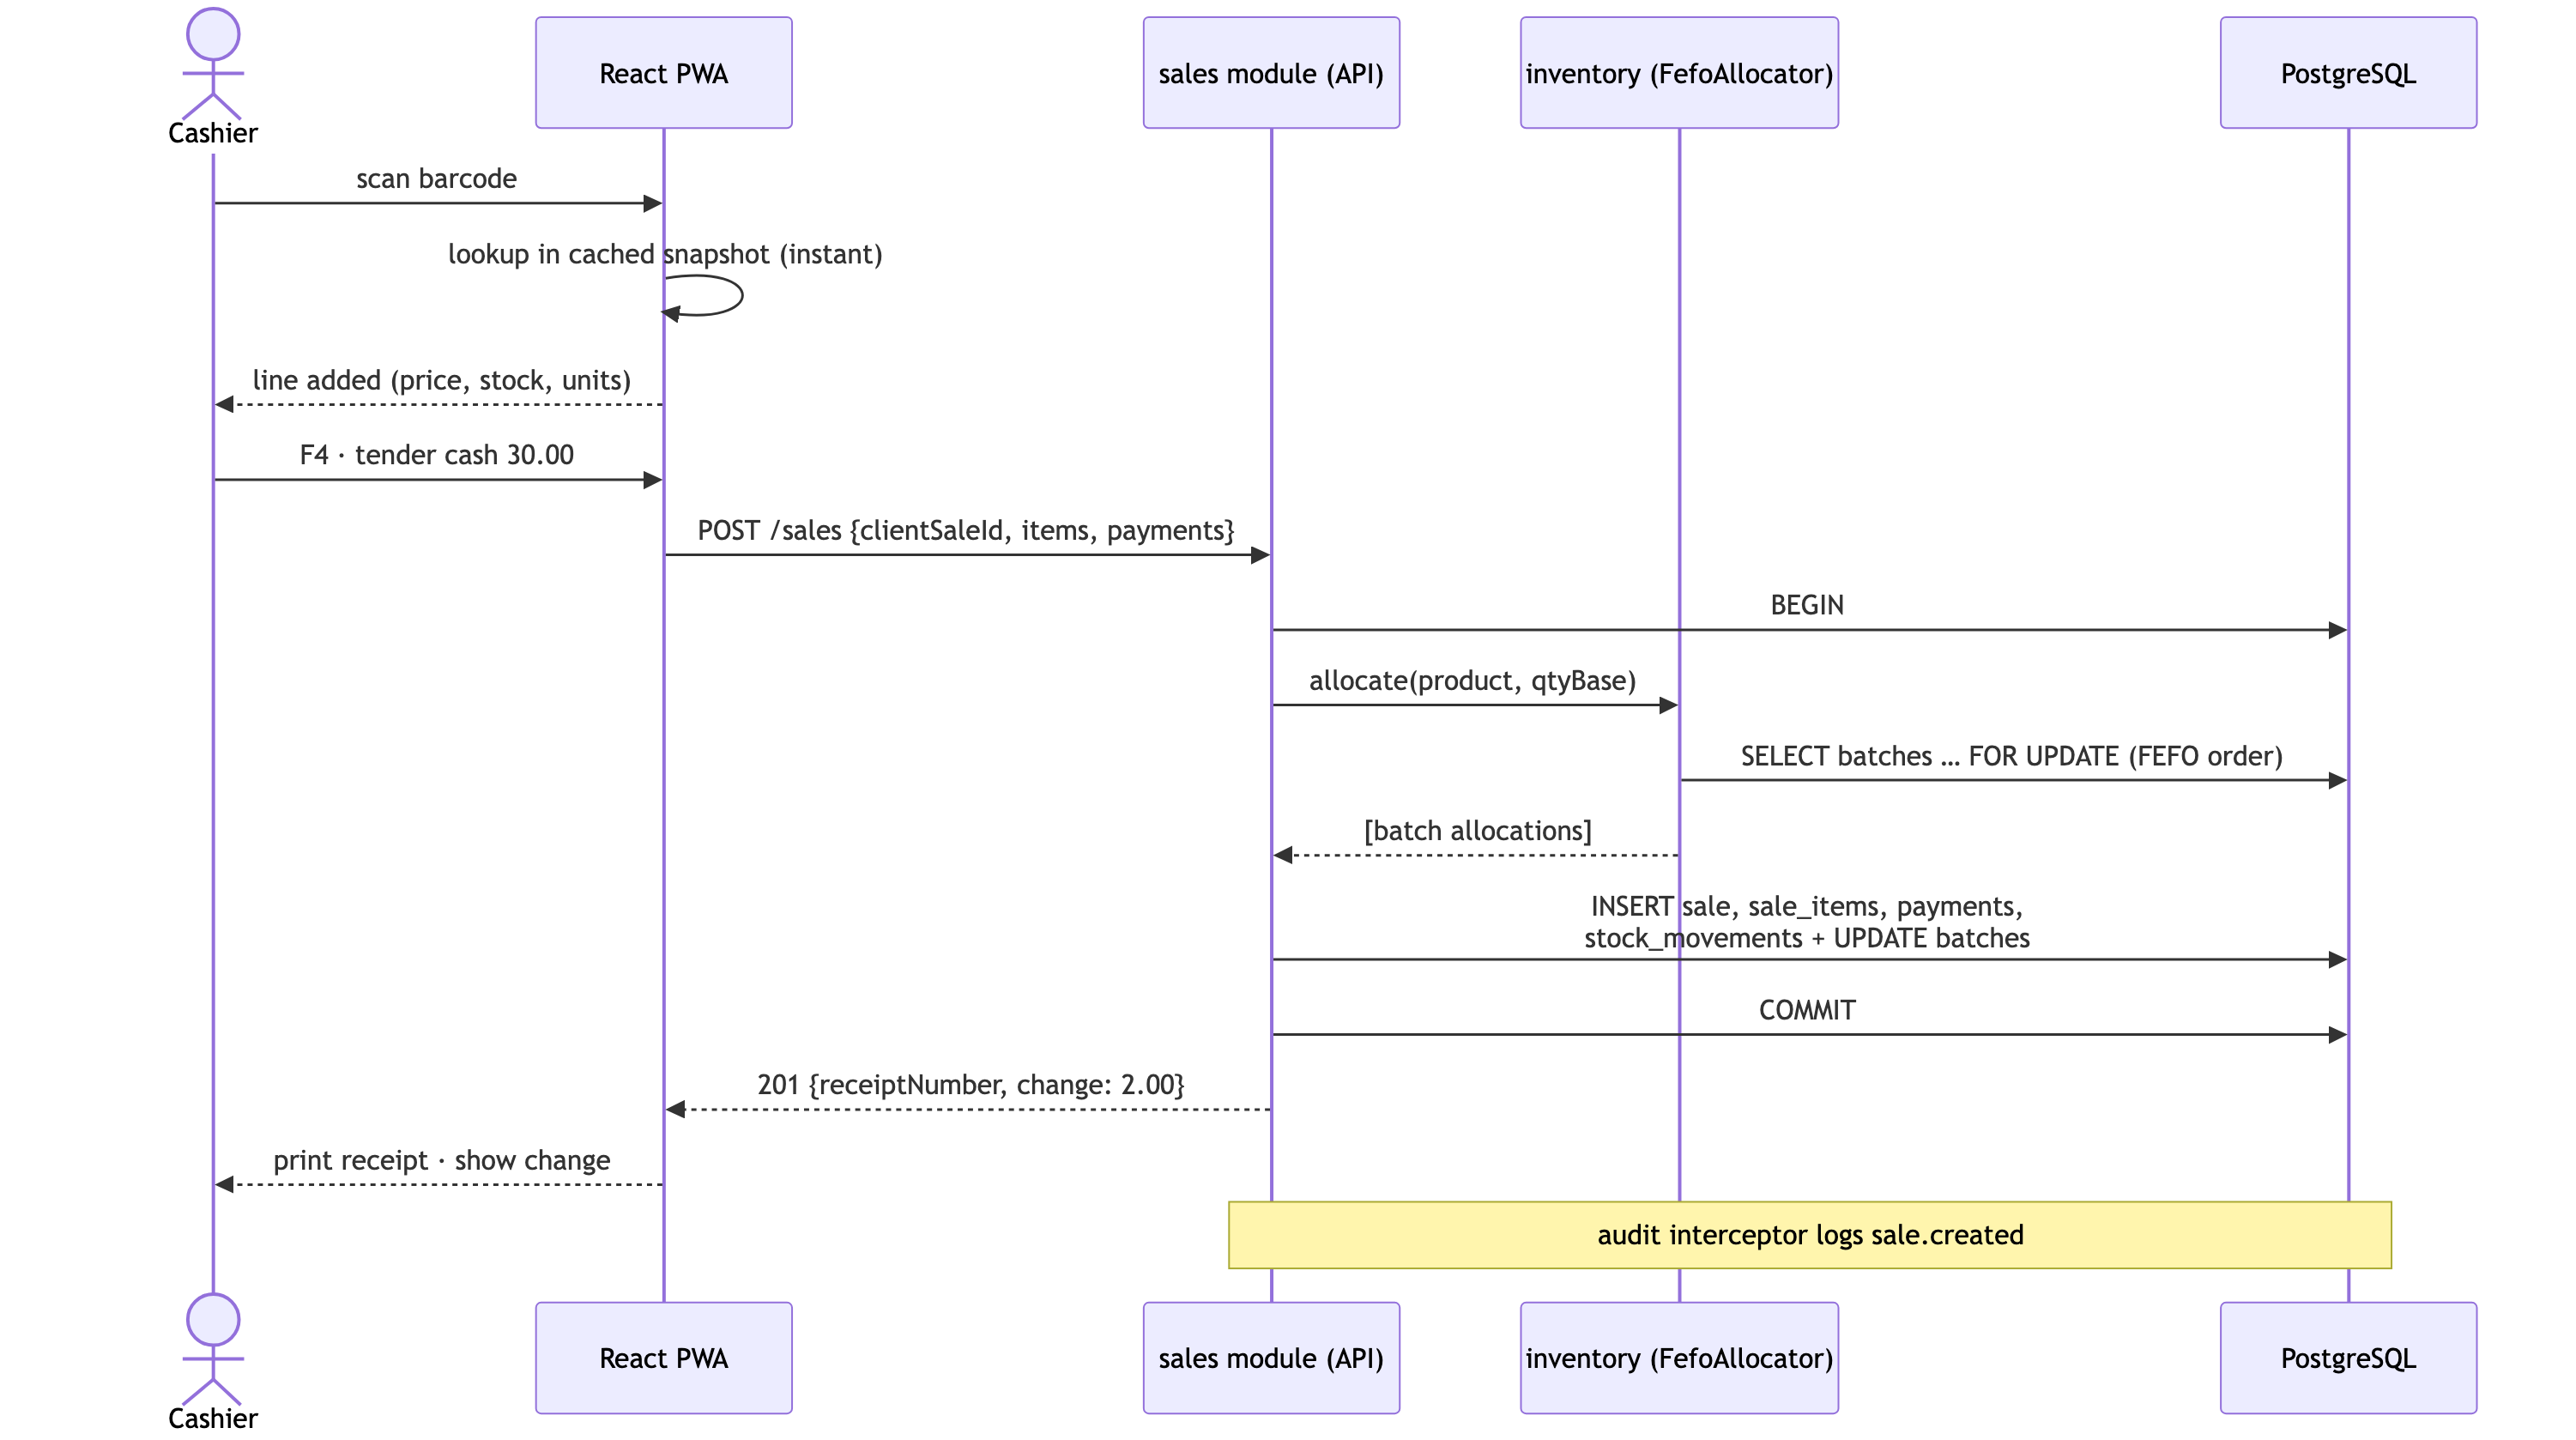 Cashier
React PWA
sales module (API)
inventory (FefoAllocator)
PostgreSQL
scan barcode
lookup in cached snapshot (instant)
line added (price, stock, units)
F4 · tender cash 30.00
POST /sales {clientSaleId, items, payments}
BEGIN
allocate(product, qtyBase)
SELECT batches ... FOR UPDATE (FEFO order)
[batch allocations]
INSERT sale, sale_items, payments,
stock_movements + UPDATE batches
COMMIT
201 {receiptNumber, change: 2.00}
print receipt · show change
audit interceptor logs sale.created
Cashier
React PWA
sales module (API)
inventory (FefoAllocator)
PostgreSQL